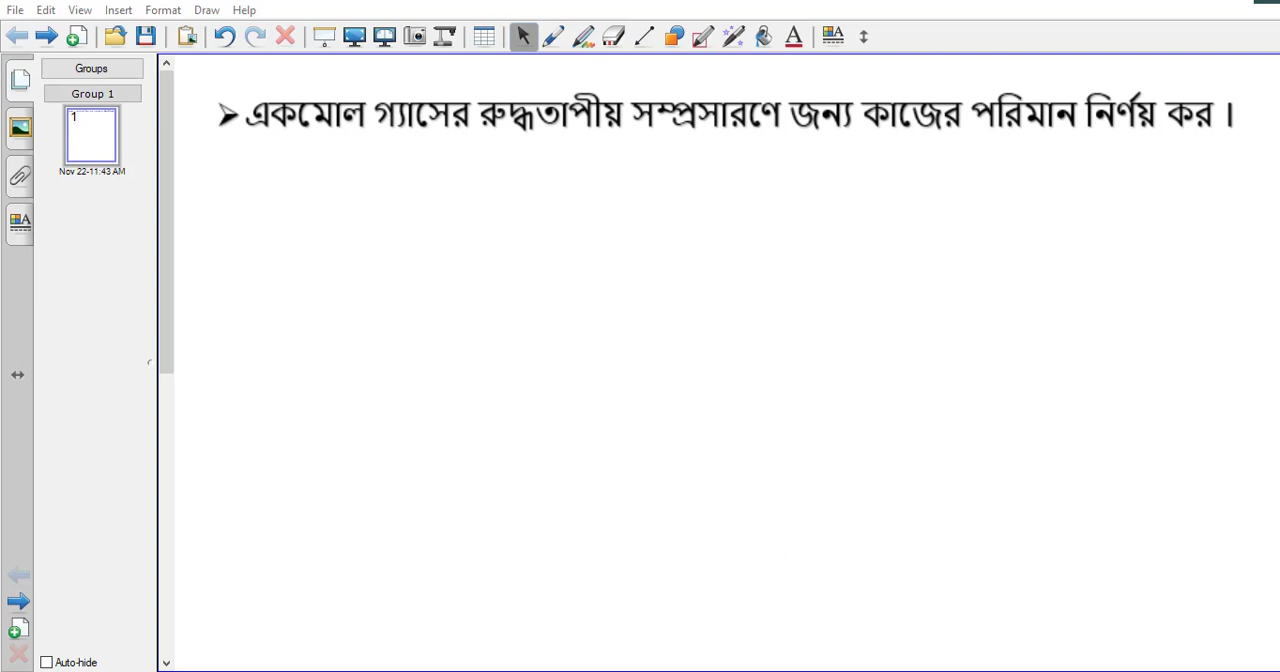 File Edit View Insert Format Draw Help
Groups
Group 1
1
Nov 22-11:43 AM
Auto-hide
➢ একমোল গ্যাসের রুদ্ধতাপীয় সম্প্রসারণে জন্য কাজের পরিমান নির্ণয় কর ।